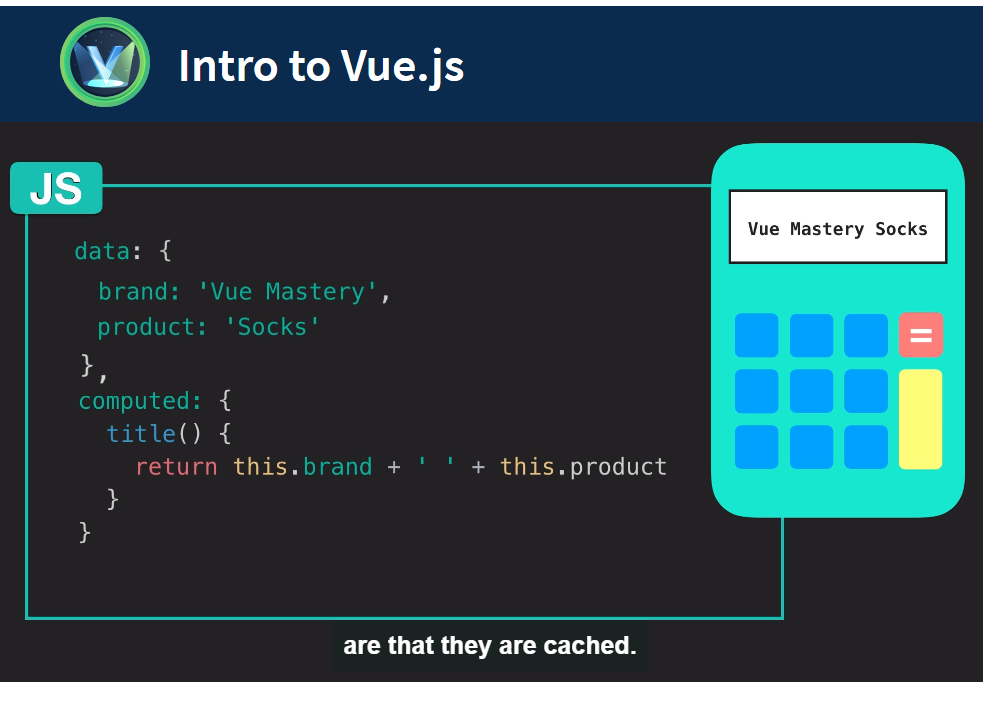 Intro to Vue.js
JS
data: {
brand: 'Vue Mastery',
product: 'Socks'
},
computed: {
title() {
return this.brand + ' ' + this.product
}
}
Vue Mastery Socks
=
are that they are cached.